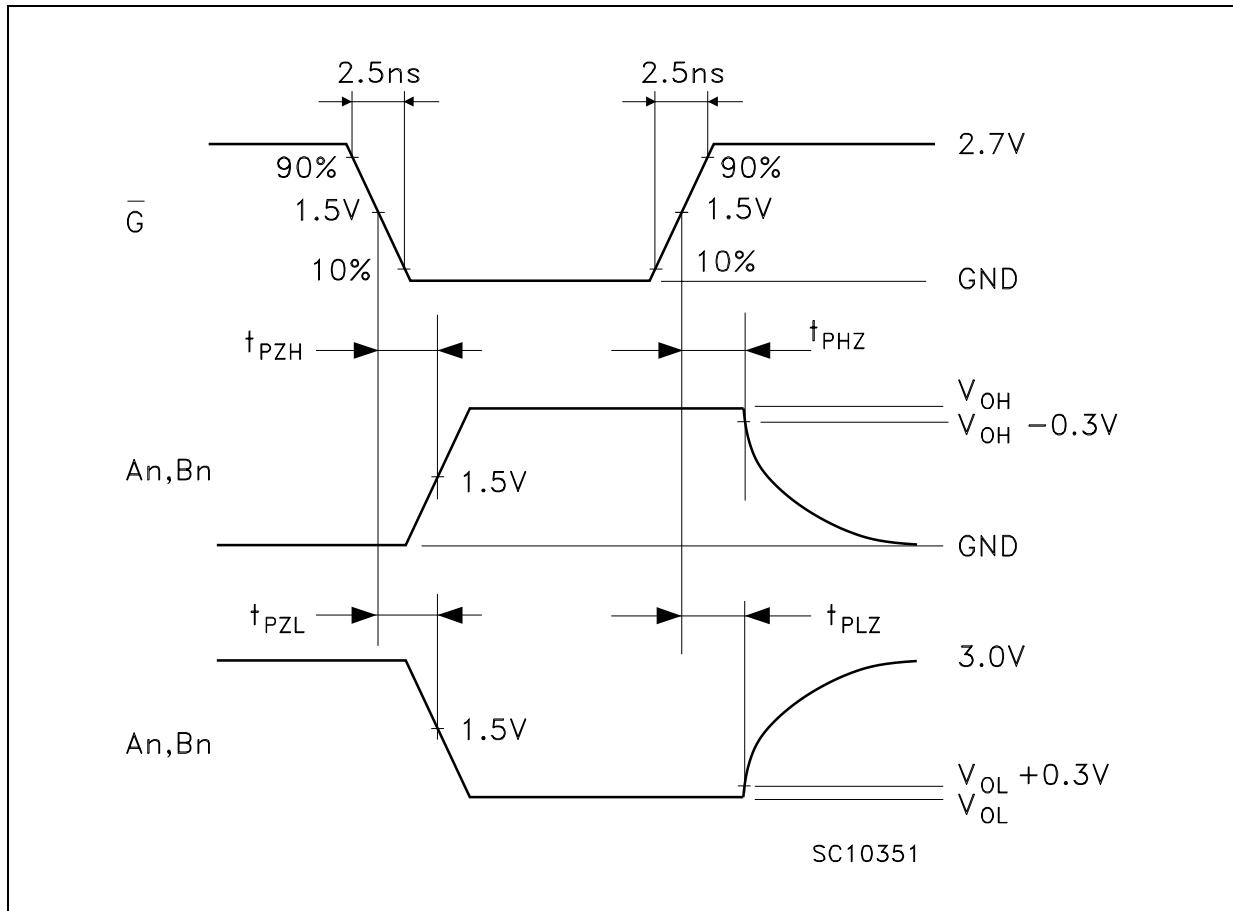 2.5ns 2.5ns
2.7V
90% 90%
G̅ 1.5V 1.5V
10% 10%
GND
tPZH tPHZ
VOH
VOH −0.3V
An,Bn 1.5V
GND
tPZL tPLZ
3.0V
An,Bn 1.5V
VOL +0.3V
VOL
SC10351